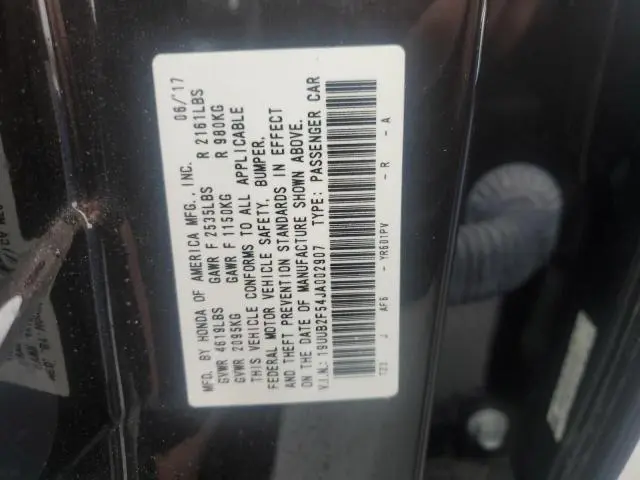 MFD. BY HONDA OF AMERICA MFG., INC. 06/'17
GVWR 4619LBS GAWR F 2535LBS R 2161LBS
GVWR 2095KG GAWR F 1150KG R 980KG
THIS VEHICLE CONFORMS TO ALL APPLICABLE
FEDERAL MOTOR VEHICLE SAFETY, BUMPER,
AND THEFT PREVENTION STANDARDS IN EFFECT
ON THE DATE OF MANUFACTURE SHOWN ABOVE.
V.I.N.: 19UUB2F54JA002907 TYPE: PASSENGER CAR
J AF6 - YR601PV - R - A